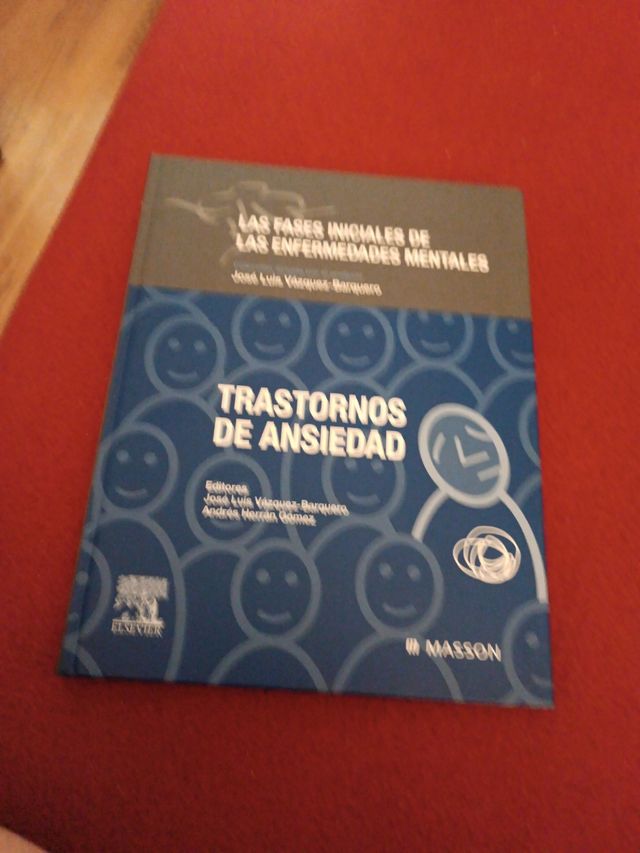 LAS FASES INICIALES DE
LAS ENFERMEDADES MENTALES
José Luis Vázquez-Barquero
TRASTORNOS
DE ANSIEDAD
Editores
José Luis Vázquez-Barquero
Andrés Herrán Gómez
ELSEVIER
MASSON